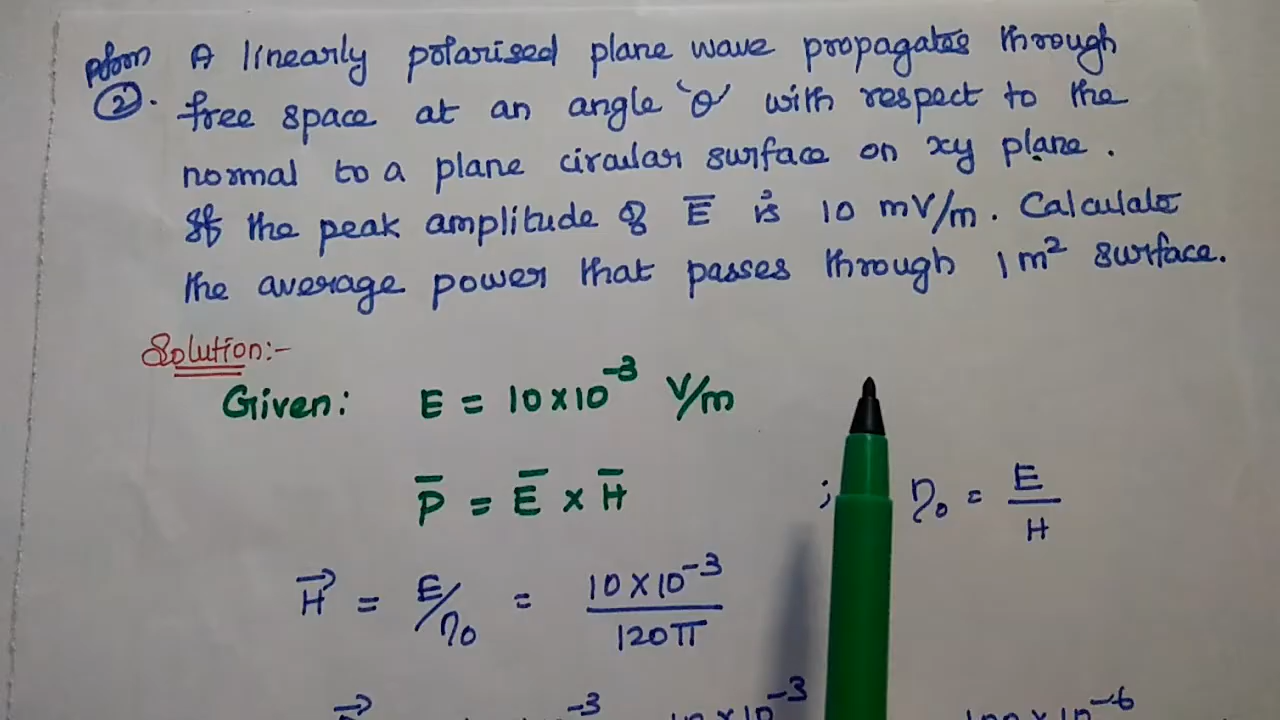 pbm A linearly polarised plane wave propagates through
②. free space at an angle 'θ' with respect to the
normal to a plane circular surface on xy plane.
If the peak amplitude of E̅ is 10 mV/m. Calculate
the average power that passes through 1m² surface.
Solution:-
Given: E = 10×10⁻³ V/m
P̅ = E̅ × H̅ ; η₀ = E/H
H⃗ = E/η₀ = 10×10⁻³/120π